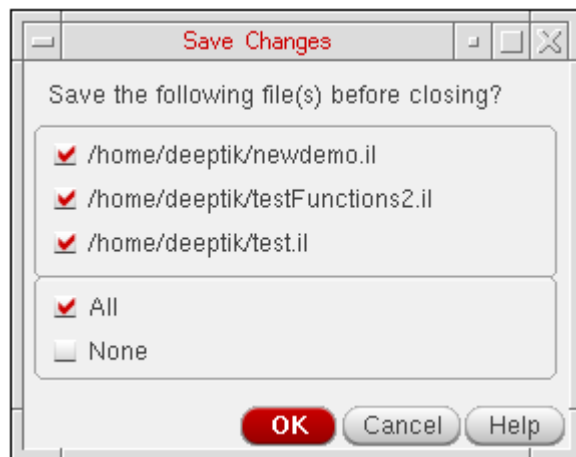 Save Changes
Save the following file(s) before closing?
/home/deeptik/newdemo.il
/home/deeptik/testFunctions2.il
/home/deeptik/test.il
All
None
OK Cancel Help